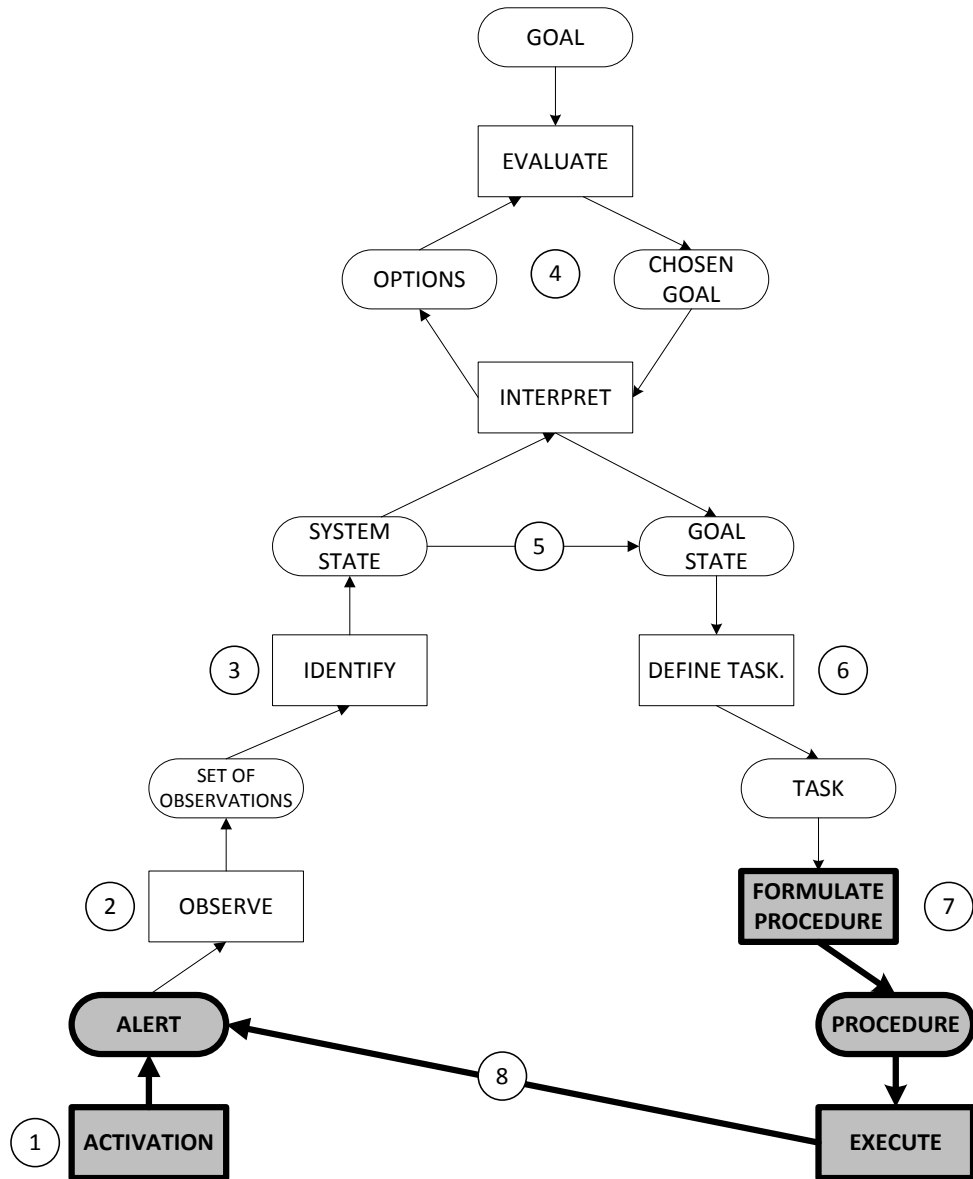 GOAL
EVALUATE
OPTIONS
4
CHOSEN
GOAL
INTERPRET
SYSTEM
STATE
5
GOAL
STATE
3
IDENTIFY
DEFINE TASK.
6
SET OF
OBSERVATIONS
TASK
2
OBSERVE
FORMULATE
PROCEDURE
7
ALERT
PROCEDURE
8
1
ACTIVATION
EXECUTE